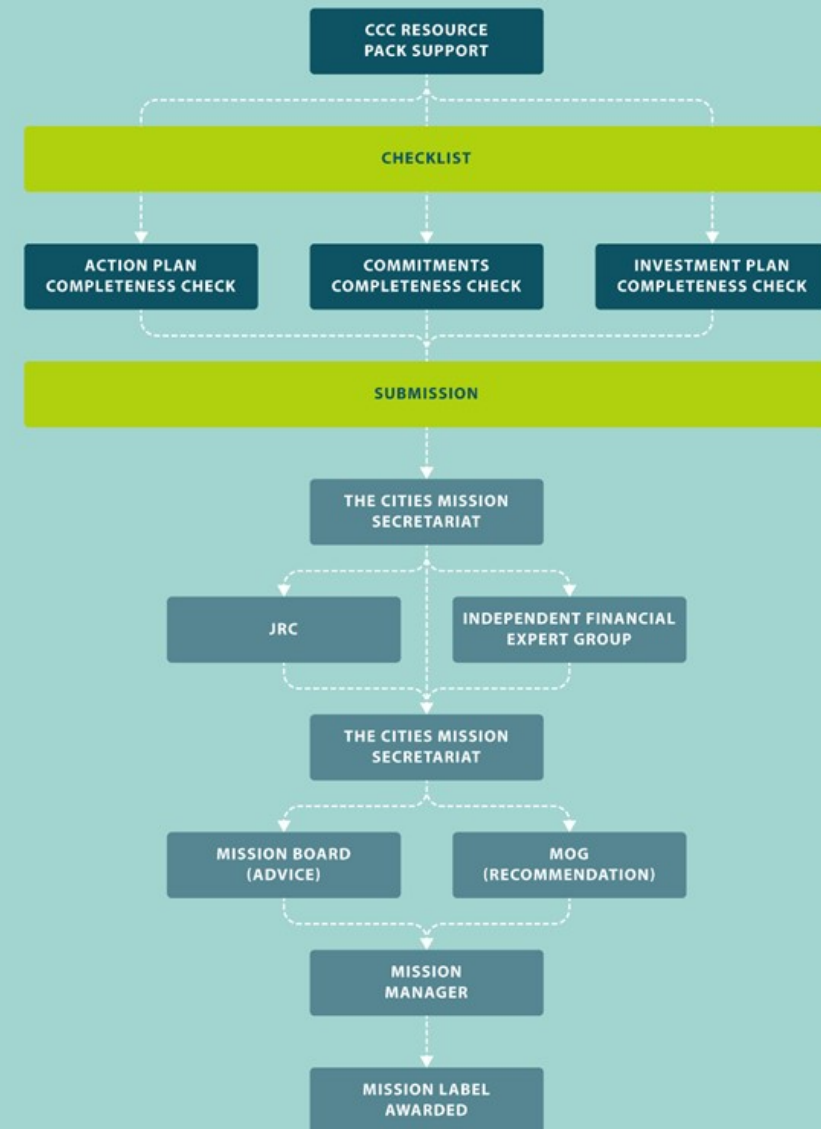 CCC RESOURCE
PACK SUPPORT
CHECKLIST
ACTION PLAN
COMPLETENESS CHECK
COMMITMENTS
COMPLETENESS CHECK
INVESTMENT PLAN
COMPLETENESS CHECK
SUBMISSION
THE CITIES MISSION
SECRETARIAT
JRC
INDEPENDENT FINANCIAL
EXPERT GROUP
THE CITIES MISSION
SECRETARIAT
MISSION BOARD
(ADVICE)
MOG
(RECOMMENDATION)
MISSION
MANAGER
MISSION LABEL
AWARDED